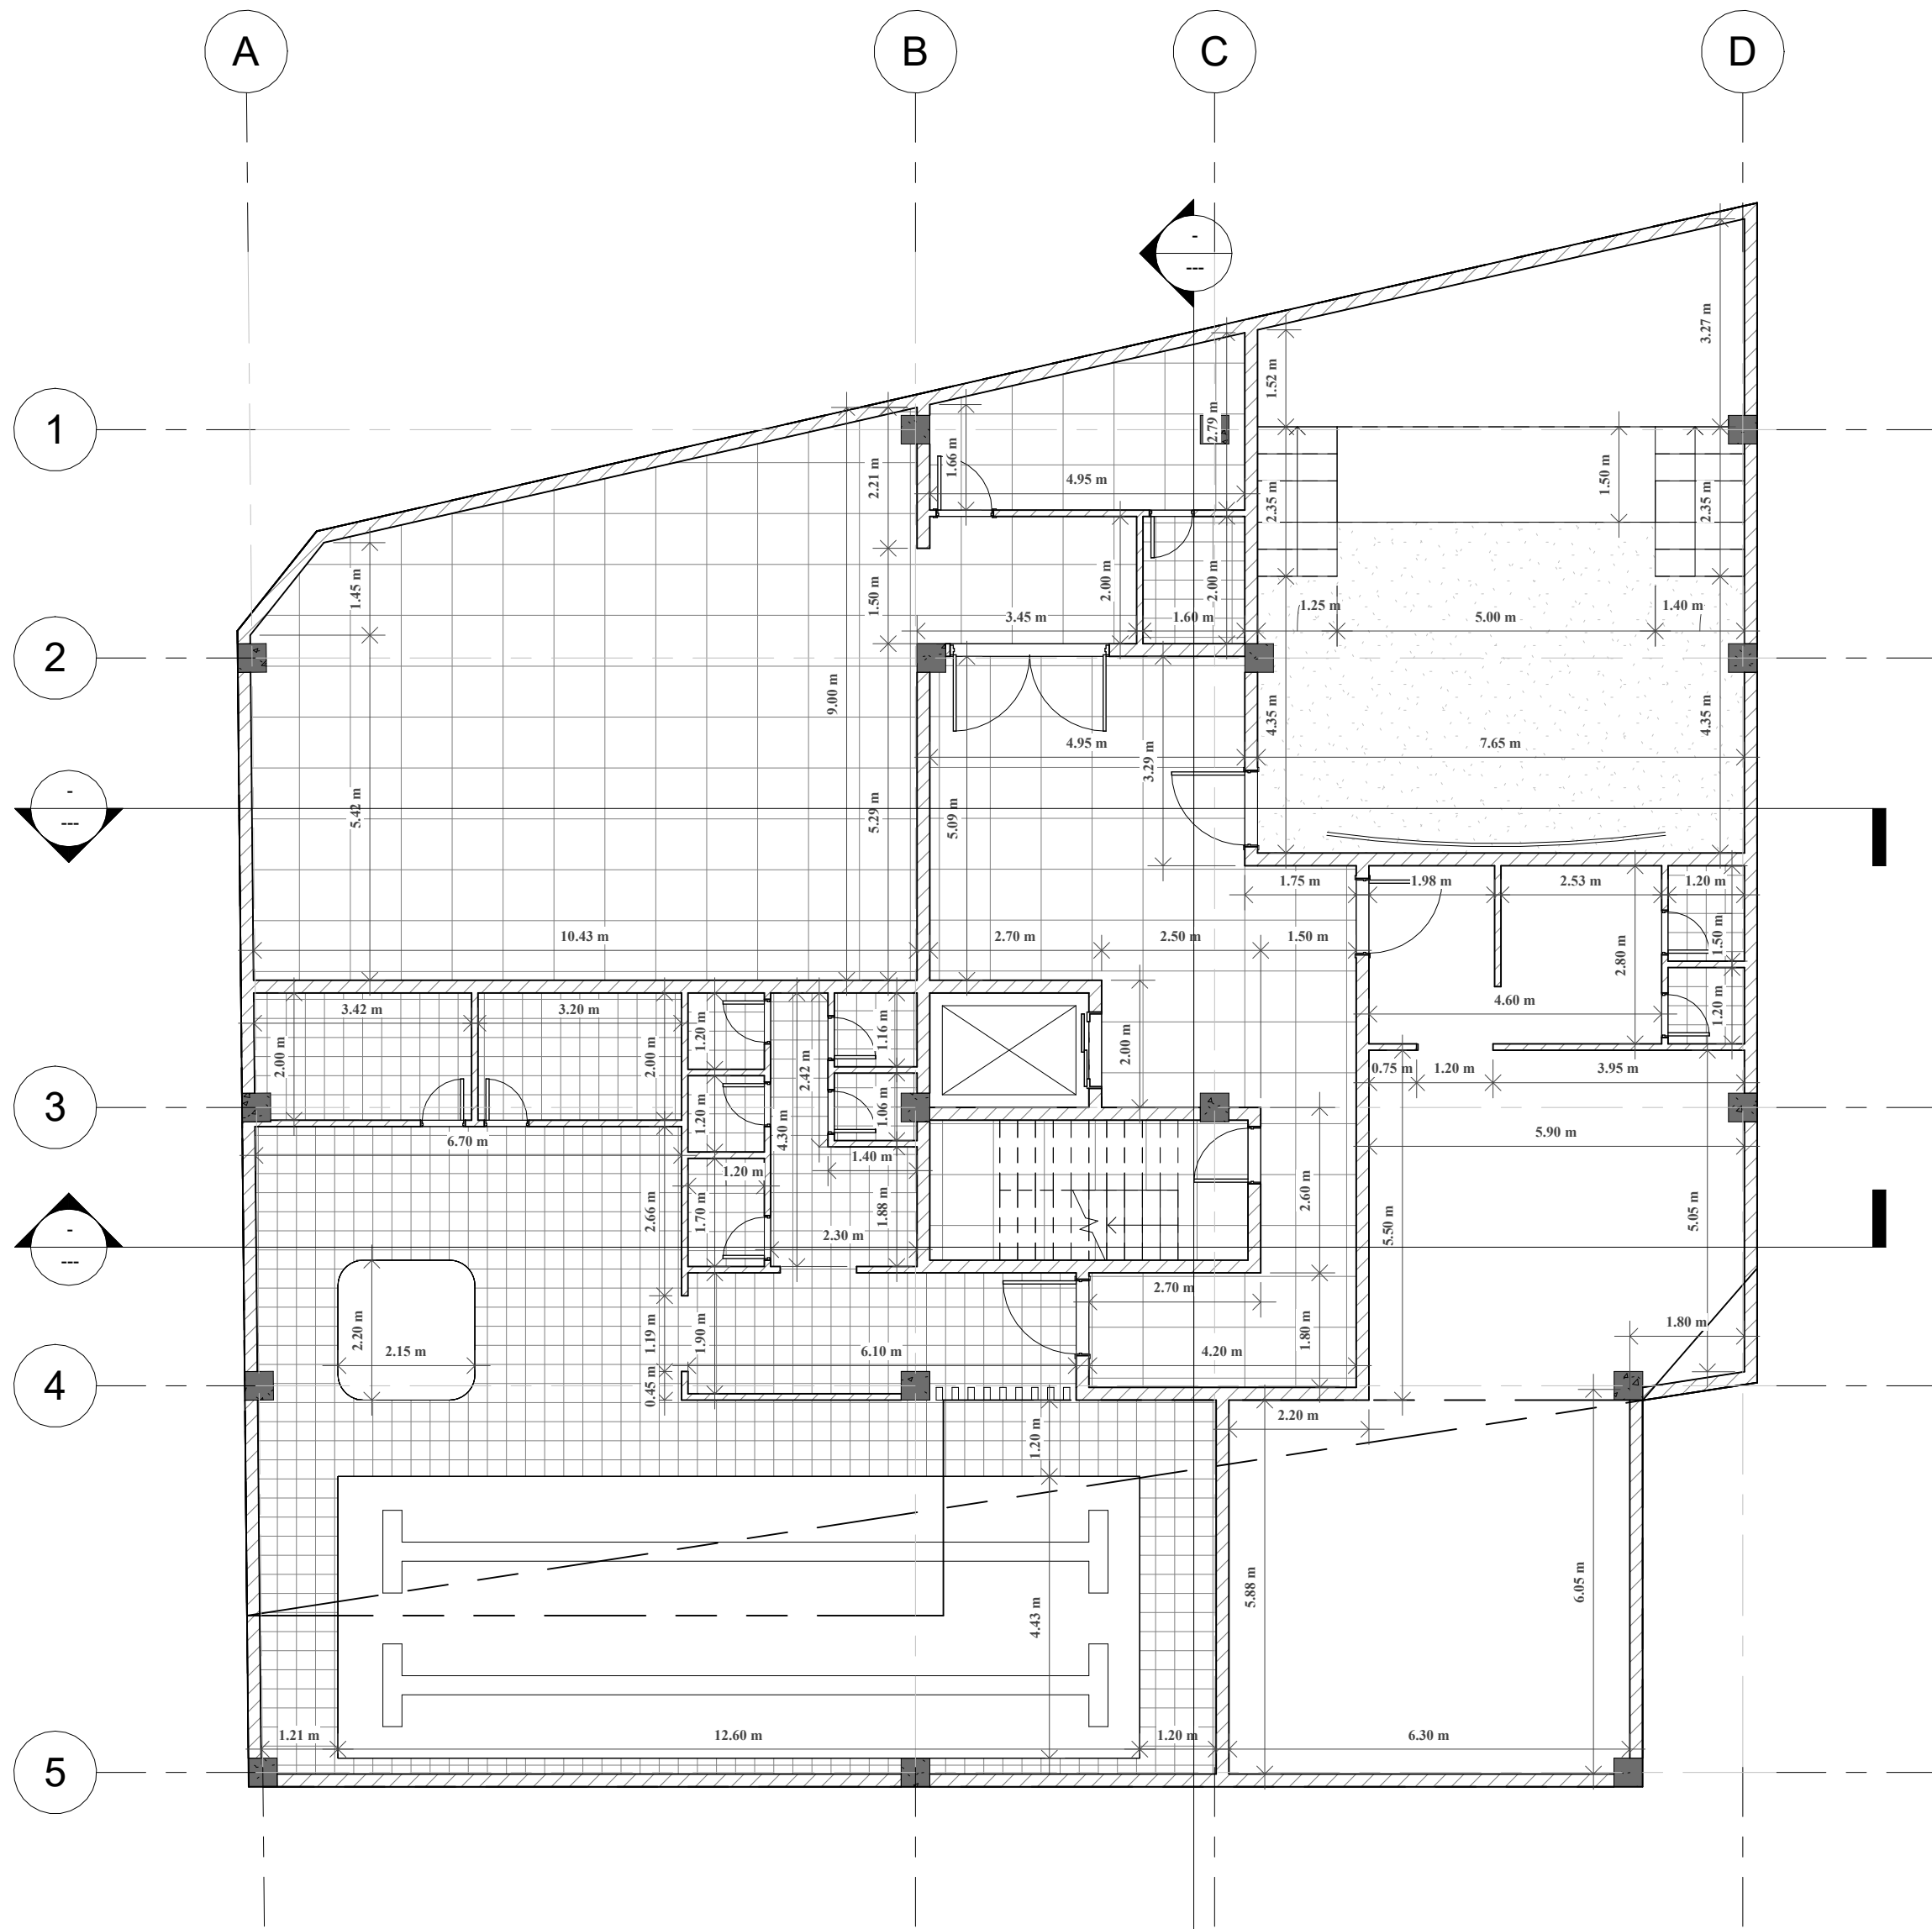 A
B
C
D
-
---
3.27 m
1.52 m
1
2.79 m
1.66 m
2.21 m
4.95 m
1.50 m
2.35 m
2.35 m
1.45 m
1.50 m
2.00 m
2.00 m
3.45 m
1.60 m
1.25 m
5.00 m
1.40 m
2
9.00 m
4.35 m
4.35 m
4.95 m
3.29 m
7.65 m
-
---
5.42 m
5.29 m
5.09 m
1.75 m
1.98 m
2.53 m
1.20 m
10.43 m
2.70 m
2.50 m
1.50 m
2.80 m
1.50 m
3.42 m
3.20 m
4.60 m
1.20 m
2.00 m
2.00 m
1.20 m
2.42 m
1.16 m
2.00 m
0.75 m
1.20 m
3.95 m
3
1.20 m
4.30 m
1.06 m
6.70 m
5.90 m
1.20 m
1.40 m
2.66 m
1.70 m
1.88 m
2.60 m
5.50 m
5.05 m
2.30 m
-
---
2.70 m
2.20 m
2.15 m
1.19 m
1.90 m
6.10 m
4.20 m
1.80 m
1.80 m
4
0.45 m
2.20 m
1.20 m
5.88 m
6.05 m
4.43 m
1.21 m
12.60 m
1.20 m
6.30 m
5